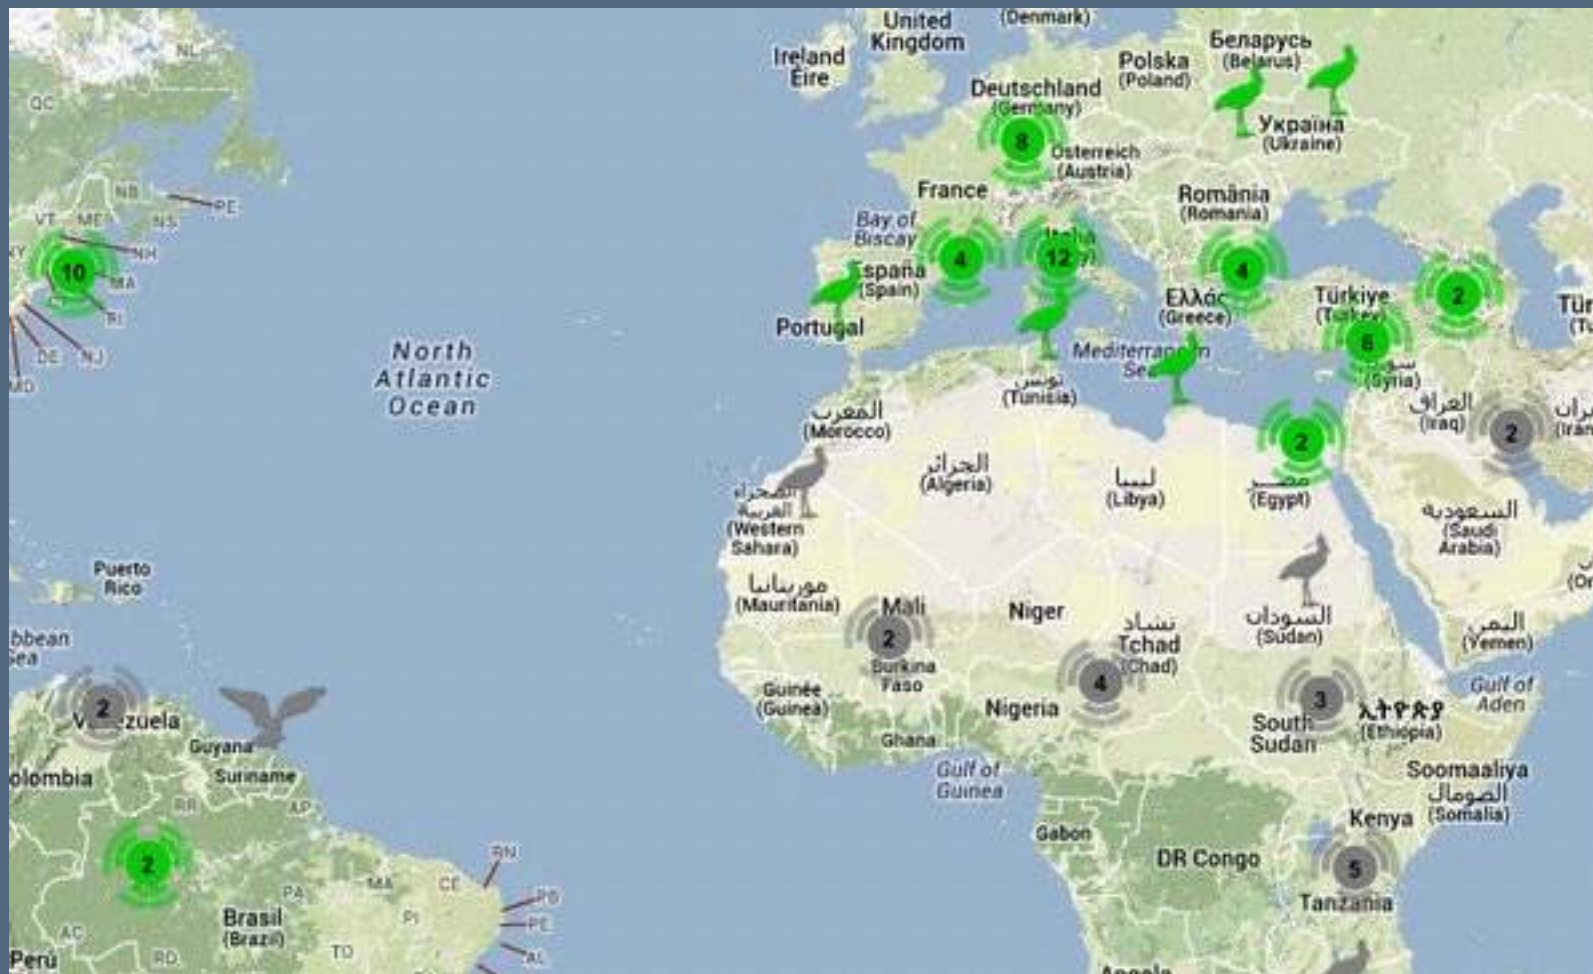 NL
QC
NB
PE
VT
ME
NS
NH
10
MA
RI
DE
NJ
MD
North
Atlantic
Ocean
Puerto
Rico
2
Guyana
Suriname
RR
AP
2
PA
MA
CE
RN
PB
PE
AL
PI
TO
AC
RD
Brasil
(Brazil)
Perú
United
Kingdom
(Denmark)
Ireland
Éire
Беларусь
(Belarus)
Polska
(Poland)
Deutschland
(Germany)
8
Österreich
(Austria)
Україна
(Ukraine)
France
România
(Romania)
Bay of
Biscay
4
12
España
(Spain)
Portugal
4
Ελλάς
(Greece)
Türkiye
(Turkey)
2
6
(Syria)
Mediterranean
Sea
تونس
(Tunisia)
المغرب
(Morocco)
الجزائر
(Algeria)
ليبيا
(Libya)
2
مصر
(Egypt)
العراق
(Iraq)
2
السعودية
(Saudi
Arabia)
الصحراء
الغربية
(Western
Sahara)
موريتانيا
(Mauritania)
Mali
2
Burkina
Faso
Niger
تشاد
Tchad
(Chad)
4
السودان
(Sudan)
3
South
Sudan
ኢትዮጵያ
(Ethiopia)
اليمن
(Yemen)
Gulf of
Aden
Guinée
(Guinea)
Ghana
Nigeria
Gulf of
Guinea
Soomaaliya
الصومال
(Somalia)
Kenya
Gabon
DR Congo
5
Tanzania